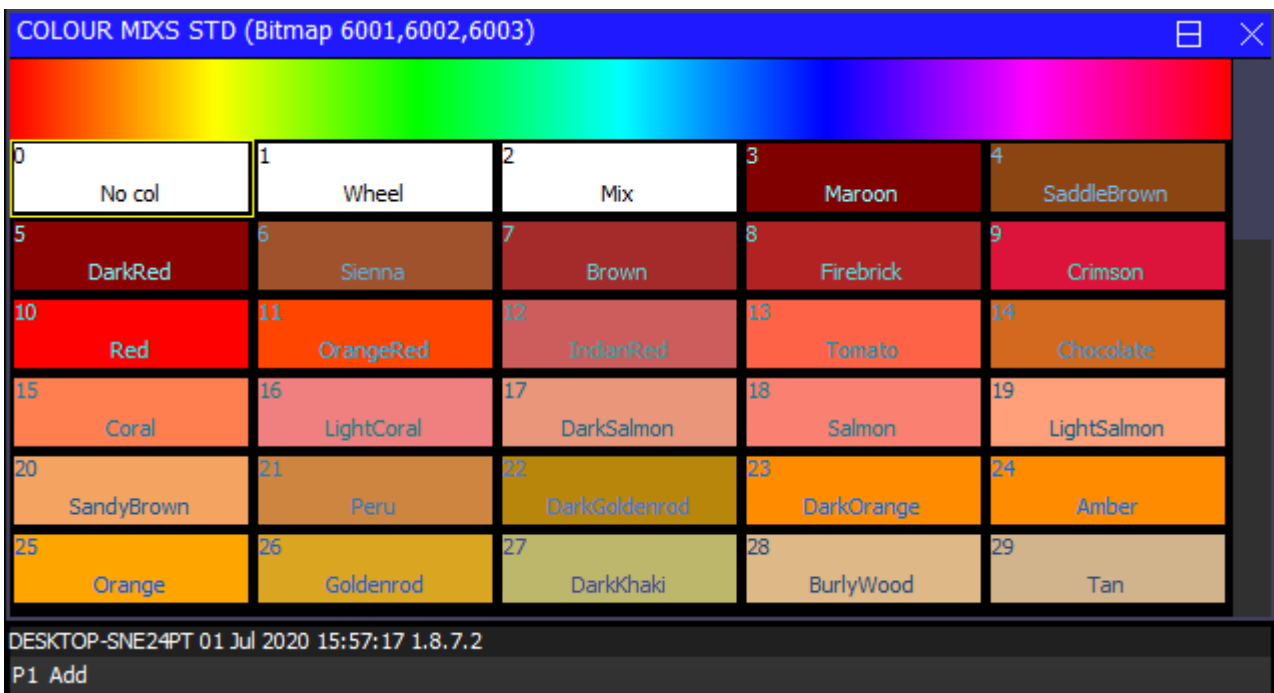 COLOUR MIXS STD (Bitmap 6001,6002,6003)
0 1 2 3 4
No col Wheel Mix Maroon SaddleBrown
5 6 7 8 9
DarkRed Sienna Brown Firebrick Crimson
10 11 12 13 14
Red OrangeRed IndianRed Tomato Chocolate
15 16 17 18 19
Coral LightCoral DarkSalmon Salmon LightSalmon
20 21 22 23 24
SandyBrown Peru DarkGoldenrod DarkOrange Amber
25 26 27 28 29
Orange Goldenrod DarkKhaki BurlyWood Tan
DESKTOP-SNE24PT 01 Jul 2020 15:57:17 1.8.7.2
P1 Add